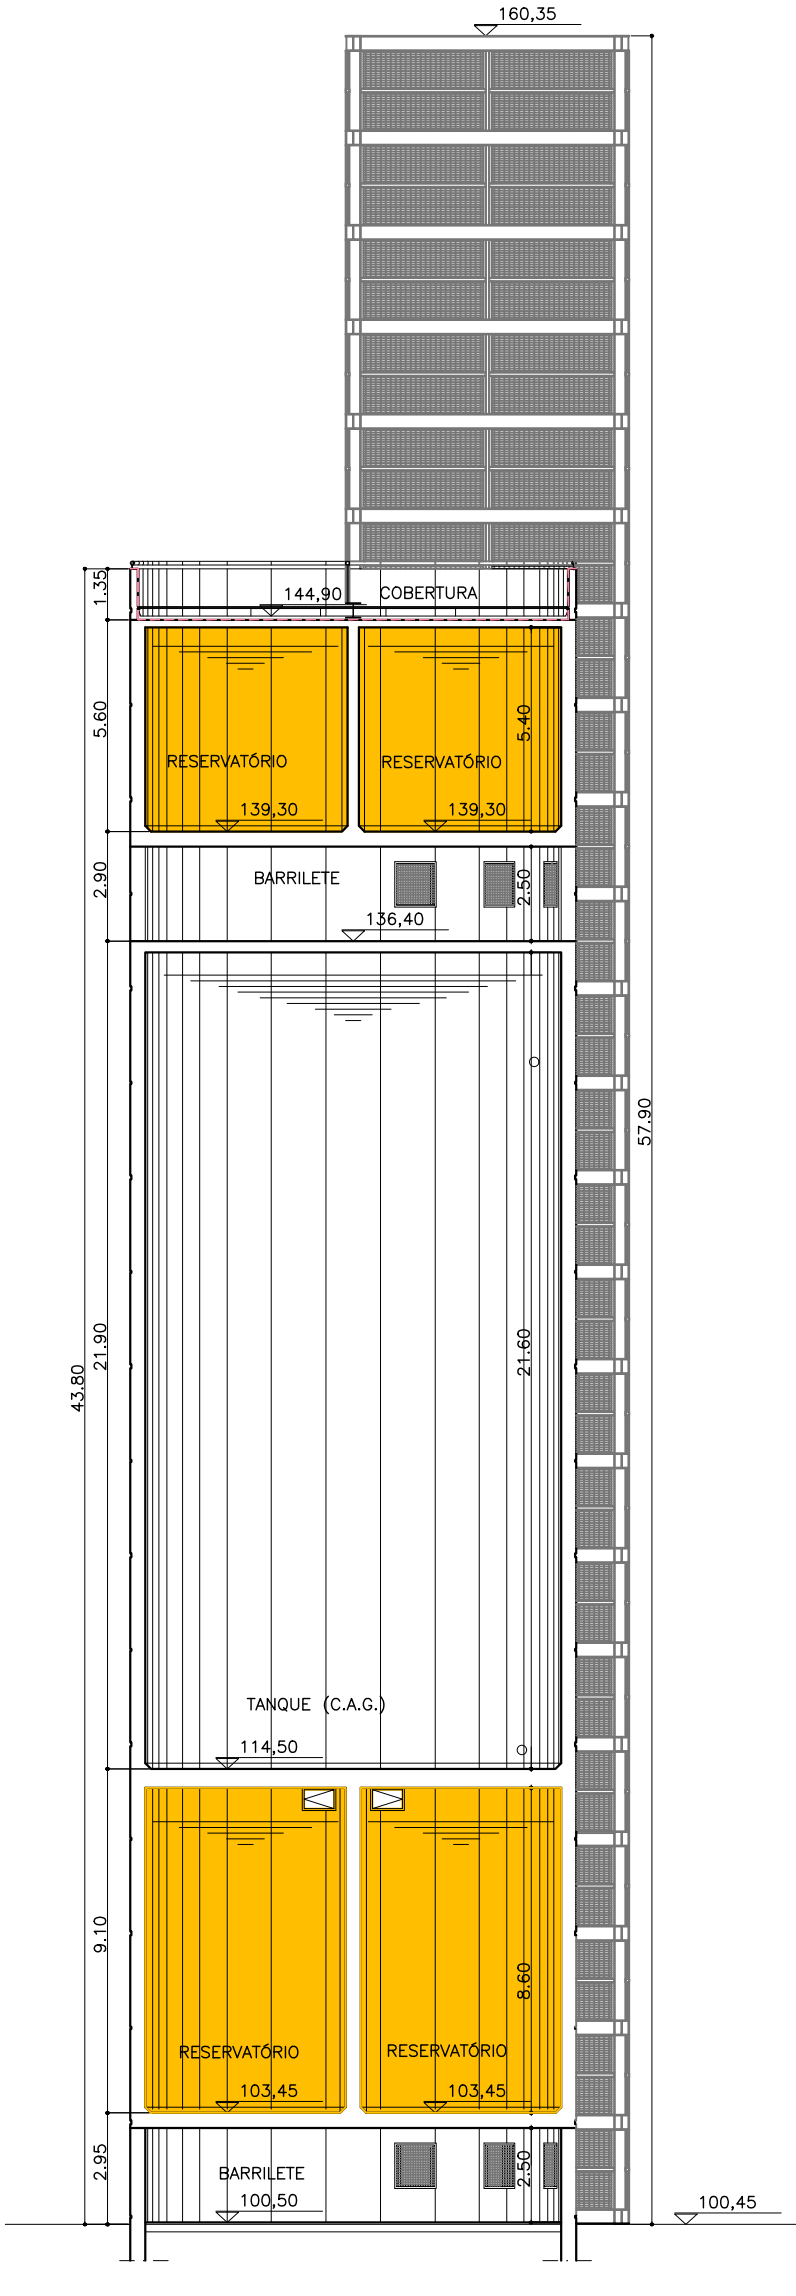 160,35
1.35
144,90
COBERTURA
5.60
5.40
RESERVATÓRIO
RESERVATÓRIO
139,30
139,30
2.90
BARRILETE
2.50
136,40
57.90
21.90
21.60
43.80
TANQUE (C.A.G.)
114,50
9.10
8.60
RESERVATÓRIO
RESERVATÓRIO
103,45
103,45
2.95
BARRILETE
2.50
100,50
100,45